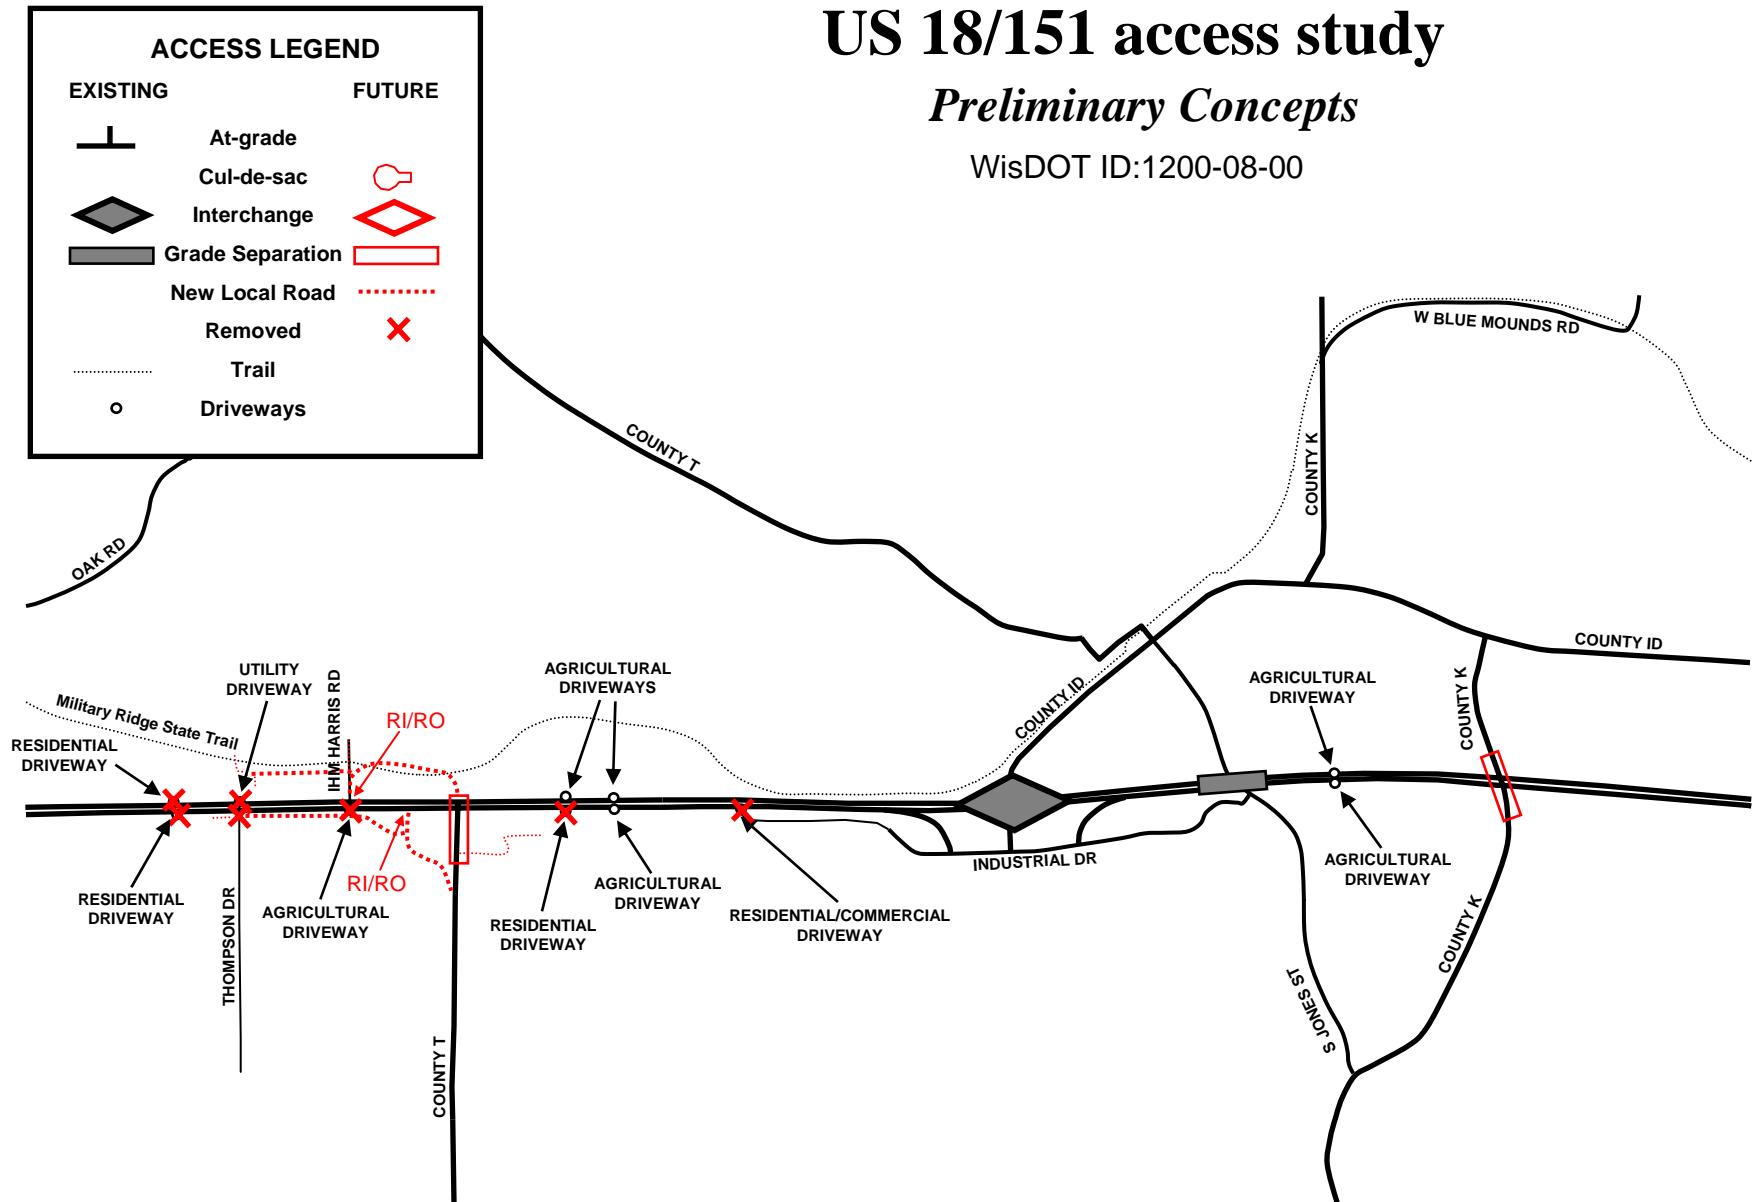 US 18/151 access study
Preliminary Concepts
WisDOT ID:1200-08-00
ACCESS LEGEND
EXISTING FUTURE
At-grade
Cul-de-sac
Interchange
Grade Separation
New Local Road
Removed
Trail
Driveways
W BLUE MOUNDS RD
COUNTY T
COUNTY K
OAK RD
COUNTY ID
UTILITY
DRIVEWAY
IHM HARRIS RD
AGRICULTURAL
DRIVEWAYS
AGRICULTURAL
DRIVEWAY
COUNTY ID
COUNTY K
Military Ridge State Trail
RI/RO
RESIDENTIAL
DRIVEWAY
INDUSTRIAL DR
RI/RO
RESIDENTIAL
DRIVEWAY
THOMPSON DR
AGRICULTURAL
DRIVEWAY
RESIDENTIAL
DRIVEWAY
AGRICULTURAL
DRIVEWAY
RESIDENTIAL/COMMERCIAL
DRIVEWAY
AGRICULTURAL
DRIVEWAY
COUNTY K
S JONES ST
COUNTY T